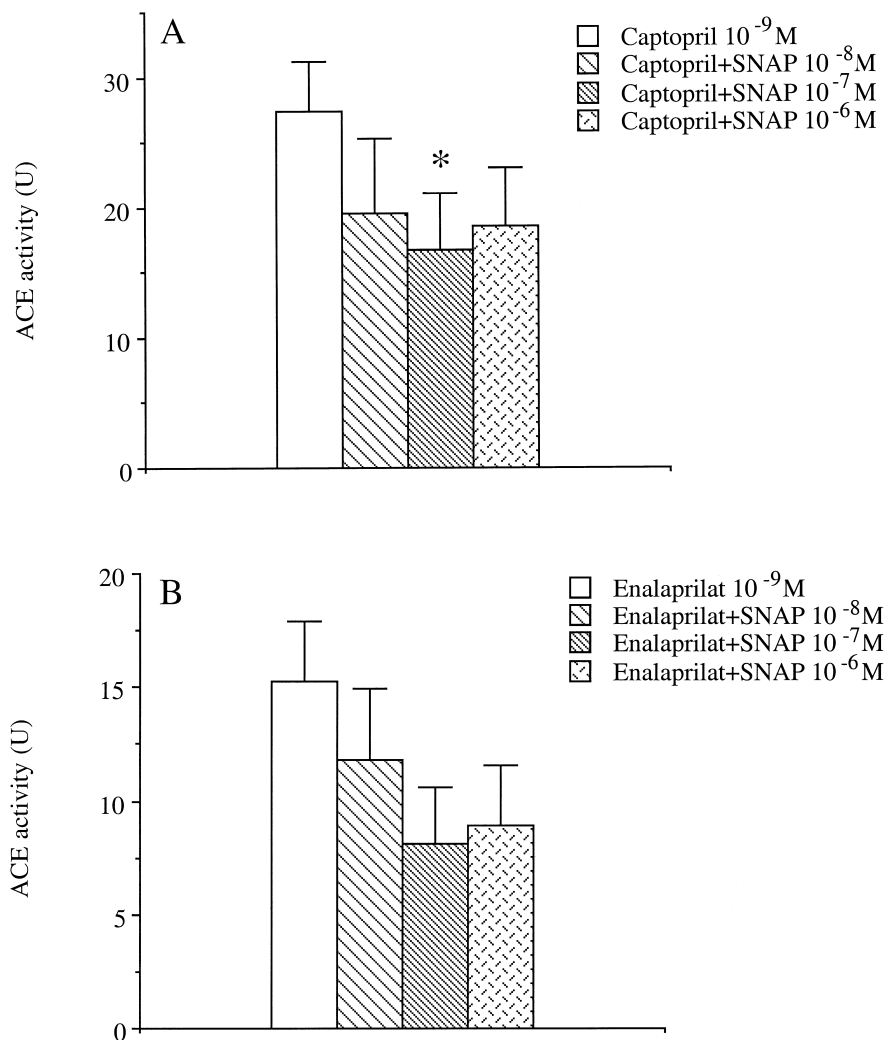 A
Captopril 10⁻⁹M
Captopril+SNAP 10⁻⁸M
Captopril+SNAP 10⁻⁷M
Captopril+SNAP 10⁻⁶M
ACE activity (U)
30
20
10
0
*
B
Enalaprilat 10⁻⁹M
Enalaprilat+SNAP 10⁻⁸M
Enalaprilat+SNAP 10⁻⁷M
Enalaprilat+SNAP 10⁻⁶M
ACE activity (U)
20
15
10
5
0